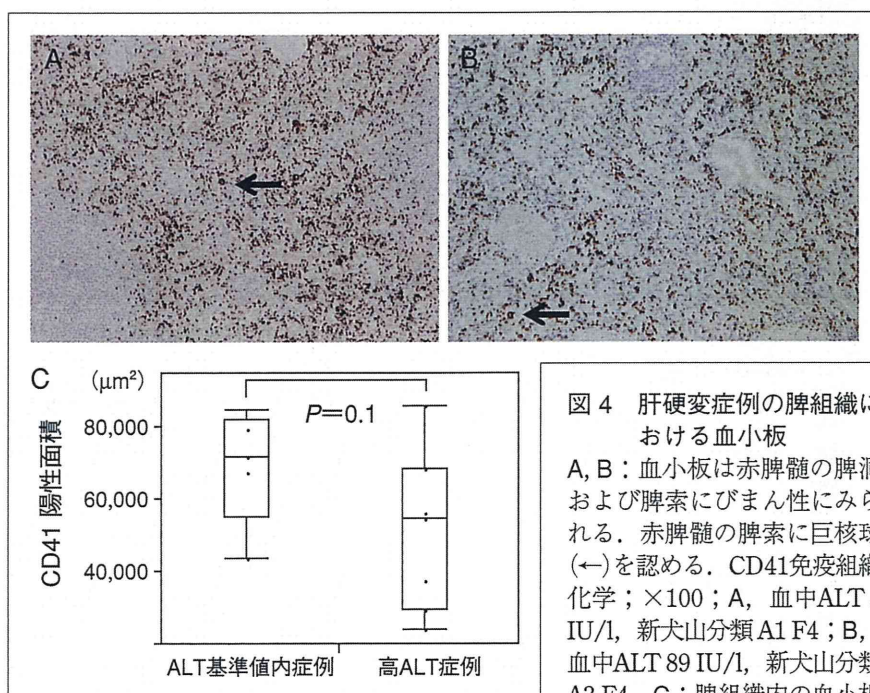 A
B
C
(μm²)
CD41 陽性面積
80,000
60,000
40,000
P=0.1
ALT基準値内症例
高ALT症例
図 4 肝硬変症例の脾組織に
おける血小板
A, B：血小板は赤脾髄の脾洞
および脾索にびまん性にみら
れる．赤脾髄の脾索に巨核球
(←)を認める．CD41免疫組織
化学；×100；A，血中ALT
IU/l，新犬山分類 A1 F4；B，
血中ALT 89 IU/l，新犬山分類